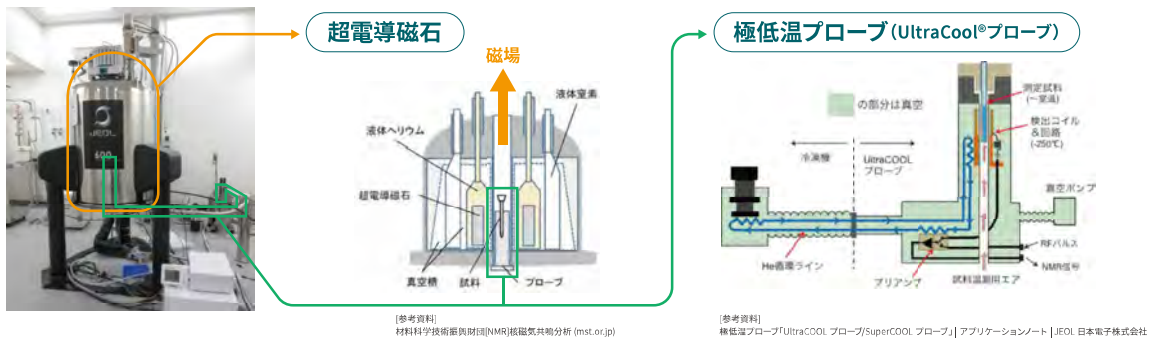 超電導磁石
極低温プローブ(UltraCool®プローブ)
JEOL
600
磁場
液体窒素
液体ヘリウム
超電導磁石
真空槽
試料
プローブ
[参考資料]
材料科学技術振興財団[NMR]核磁気共鳴分析 (mst.or.jp)
の部分は真空
測定試料
(～室温)
検出コイル
&回路
(-250℃)
冷凍機
UltraCOOL
プローブ
真空ポンプ
He循環ライン
プリアンプ
RFパルス
NMR信号
試料温調用エア
[参考資料]
極低温プローブ「UltraCOOL プローブ/SuperCOOL プローブ」 | アプリケーションノート | JEOL 日本電子株式会社